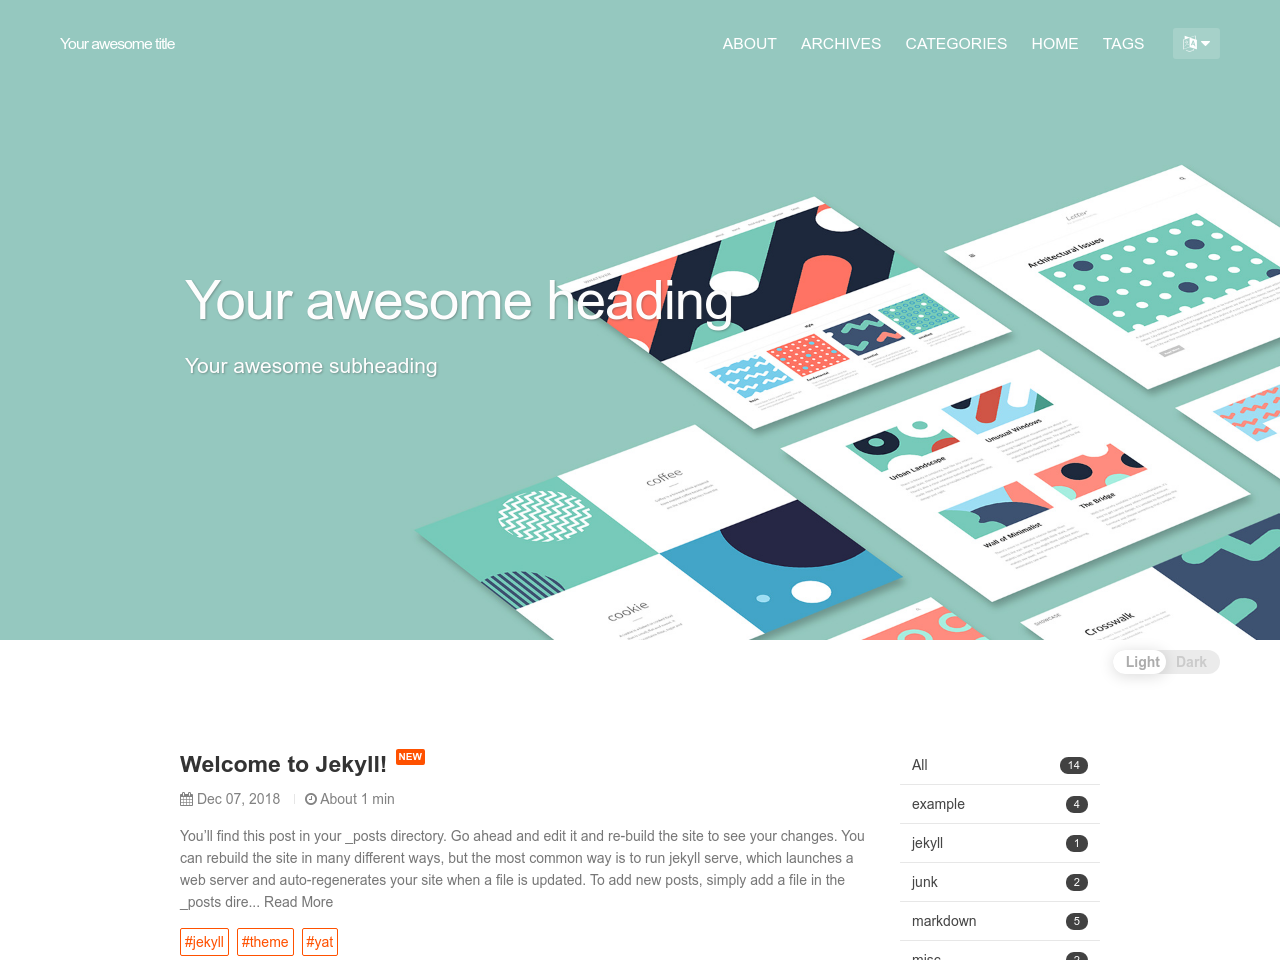 Your awesome title
ABOUT ARCHIVES CATEGORIES HOME TAGS
Your awesome heading
Your awesome subheading
Letter
Architectural Issues
Urban Landscape
Unusual Windows
Wall of Minimalist
The Bridge
coffee
cookie
SHOWCASE
Crosswalk
Light Dark
Welcome to Jekyll! NEW
Dec 07, 2018 About 1 min
You’ll find this post in your _posts directory. Go ahead and edit it and re-build the site to see your changes. You
can rebuild the site in many different ways, but the most common way is to run jekyll serve, which launches a
web server and auto-regenerates your site when a file is updated. To add new posts, simply add a file in the
_posts dire... Read More
#jekyll #theme #yat
All 14
example 4
jekyll 1
junk 2
markdown 5
misc 2